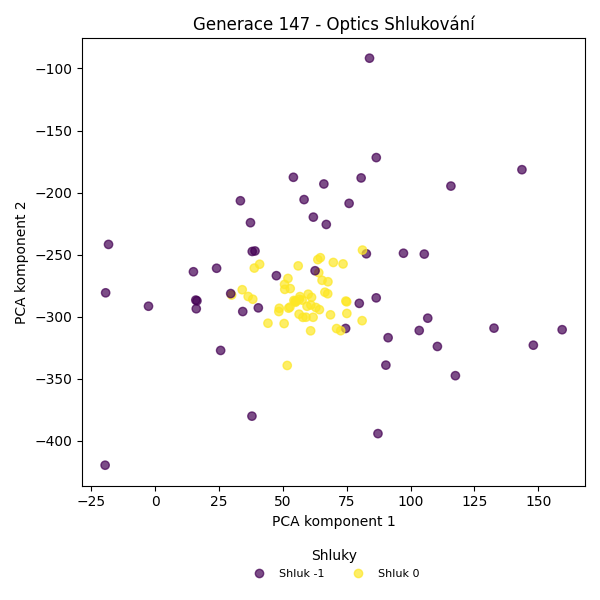 Generace 147 - Optics Shlukování
PCA komponent 2
−100
−150
−200
−250
−300
−350
−400
−25 0 25 50 75 100 125 150
PCA komponent 1
Shluky
Shluk -1 Shluk 0